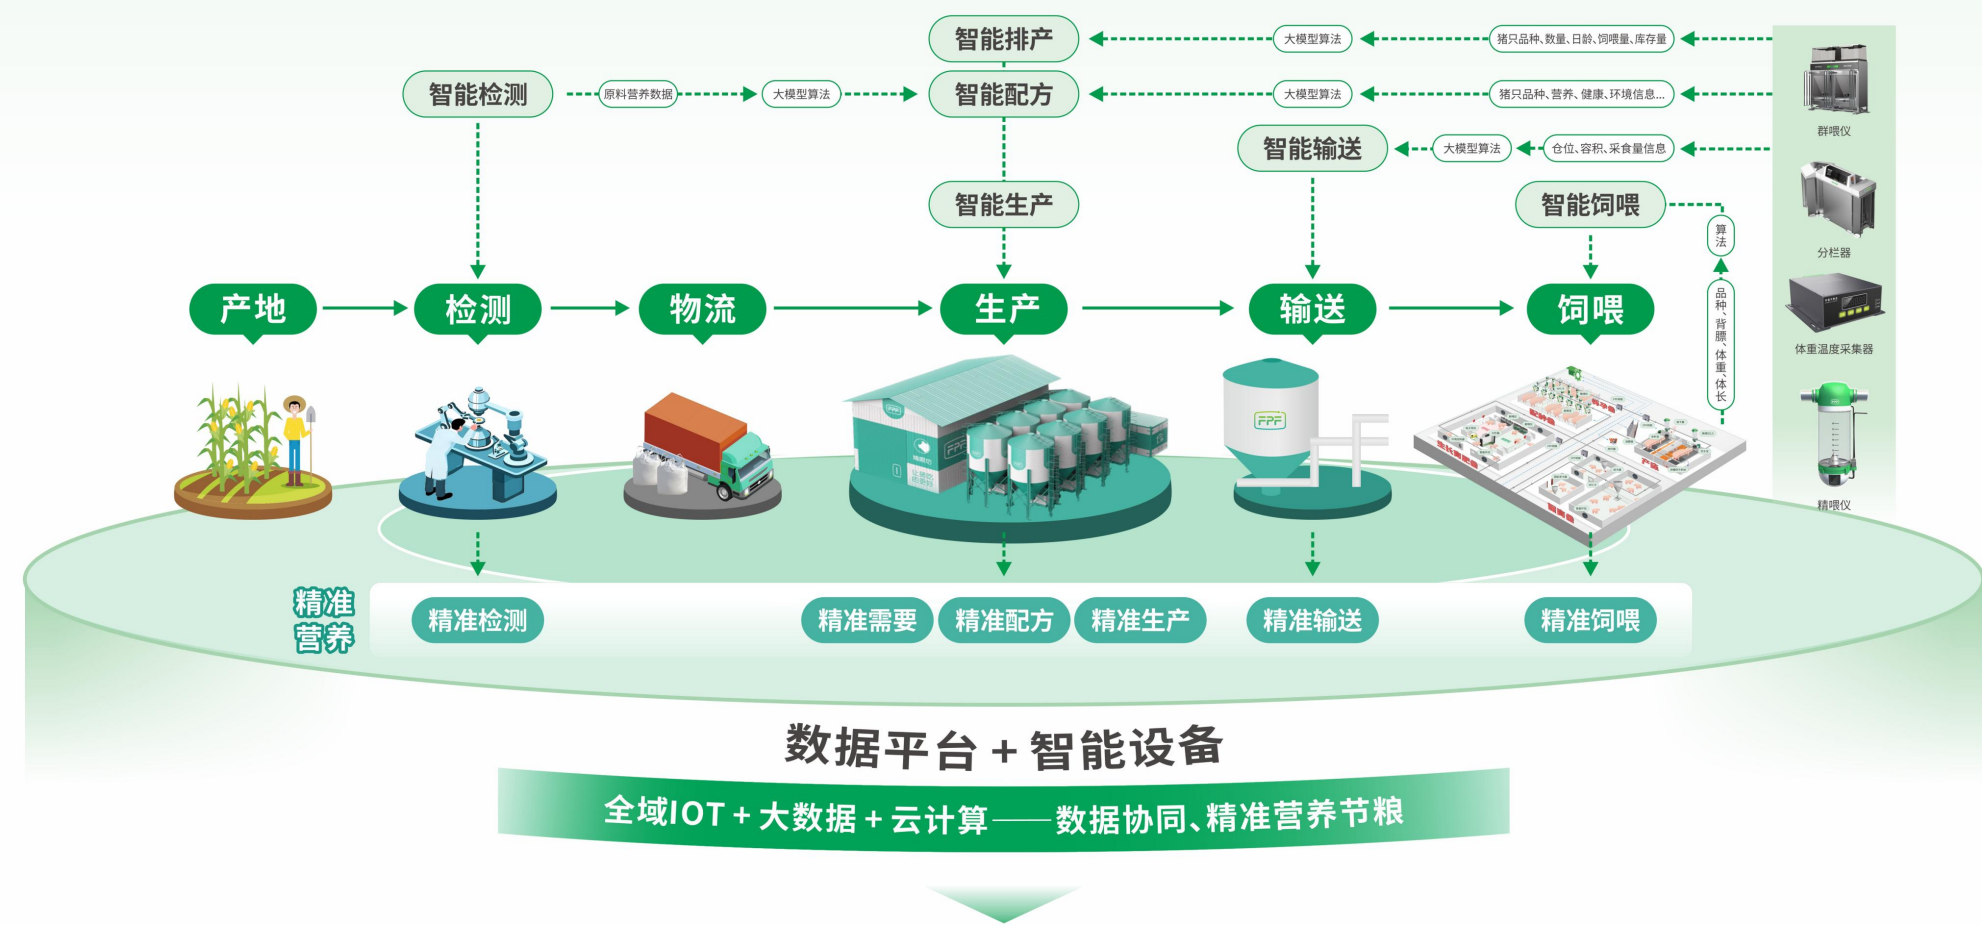 智能排产
大模型算法
猪只品种、数量、日龄、饲喂量、库存量
智能检测
原料营养数据
大模型算法
智能配方
大模型算法
猪只品种、营养、健康、环境信息...
群喂仪
智能输送
大模型算法
仓位、容积、采食量信息
智能生产
智能饲喂
算法
品种、背膘、体重、体长
分栏器
体重温度采集器
精喂仪
产地
检测
物流
生产
输送
饲喂
FPF
FPF
FPF
精准
营养
精准检测
精准需要
精准配方
精准生产
精准输送
精准饲喂
数据平台+智能设备
全域IOT+大数据+云计算——数据协同、精准营养节粮